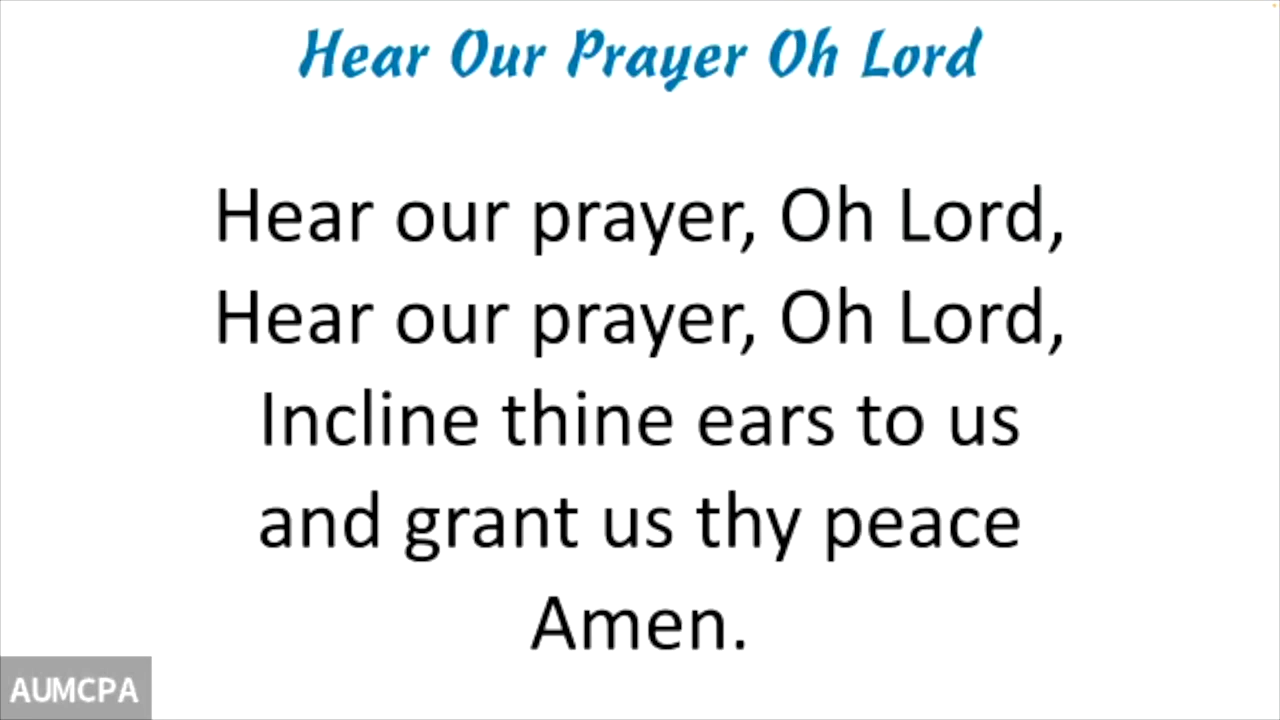 Hear Our Prayer Oh Lord
Hear our prayer, Oh Lord,
Hear our prayer, Oh Lord,
Incline thine ears to us
and grant us thy peace
Amen.
AUMCPA